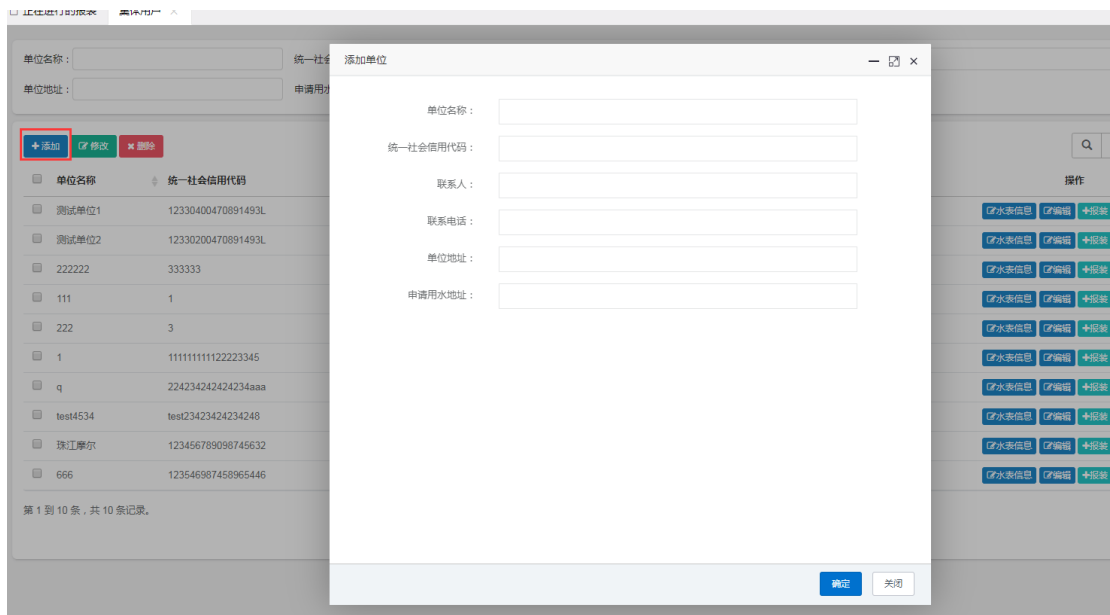 正在进行的报装 集体用户 ×
单位名称： 统一社会
单位地址： 申请用水
添加单位
单位名称：
统一社会信用代码：
联系人：
联系电话：
单位地址：
申请用水地址：
确定 关闭
添加 修改 删除
单位名称 统一社会信用代码 操作
测试单位1 12330400470891493L 水表信息 编辑 报装
测试单位2 12330200470891493L 水表信息 编辑 报装
222222 333333 水表信息 编辑 报装
111 1 水表信息 编辑 报装
222 3 水表信息 编辑 报装
1 111111111122223345 水表信息 编辑 报装
q 224234242424234aaa 水表信息 编辑 报装
test4534 test23423424234248 水表信息 编辑 报装
珠江摩尔 123456789098745632 水表信息 编辑 报装
666 123546987458965446 水表信息 编辑 报装
第 1 到 10 条，共 10 条记录。